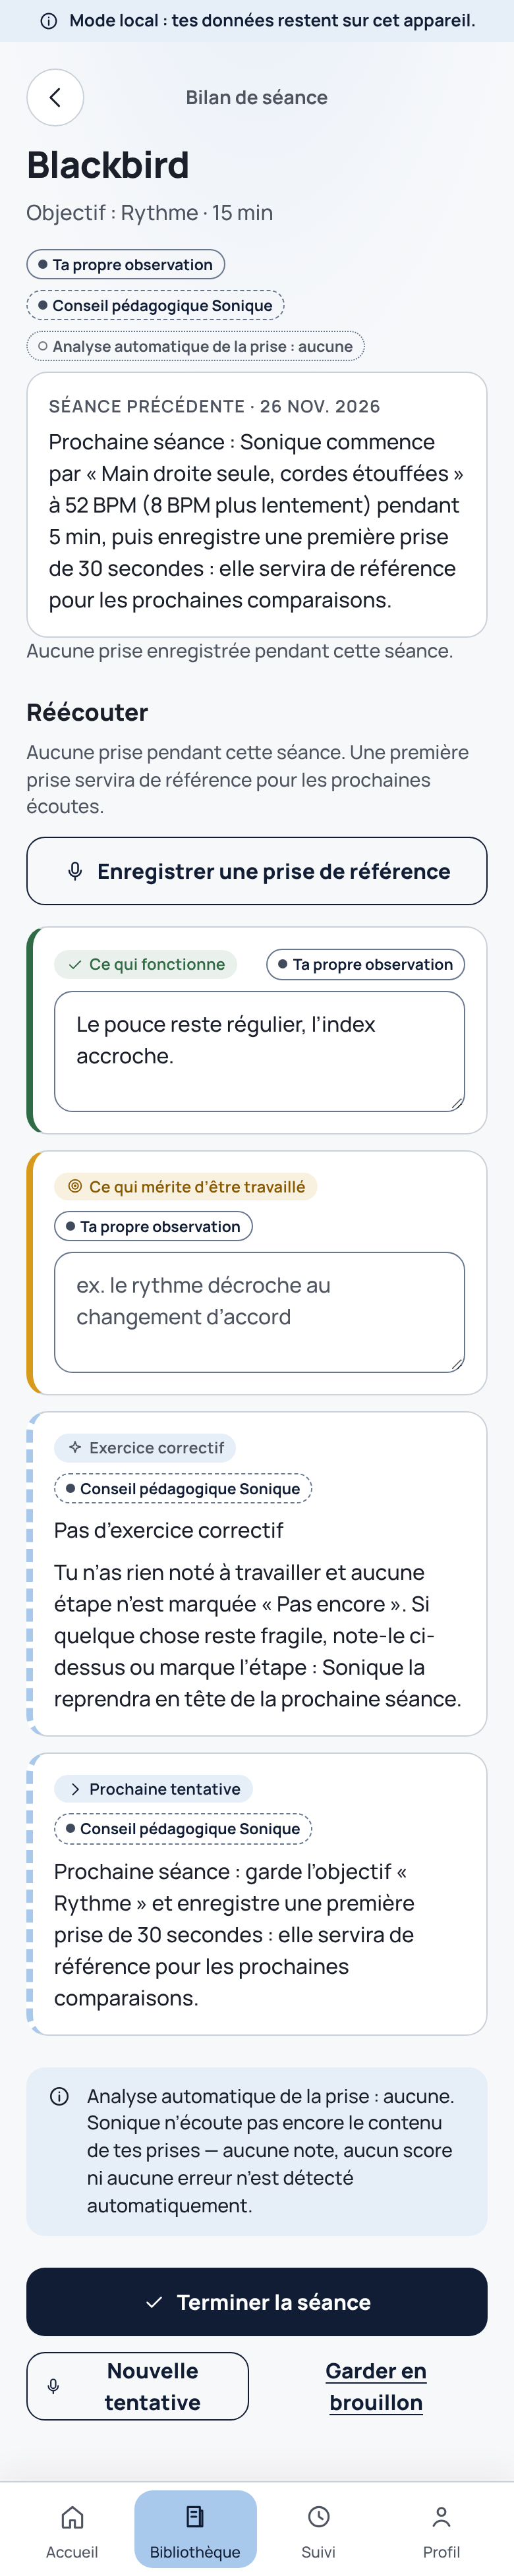 Mode local : tes données restent sur cet appareil.
Bilan de séance
Blackbird
Objectif : Rythme · 15 min
Ta propre observation
Conseil pédagogique Sonique
Analyse automatique de la prise : aucune
SÉANCE PRÉCÉDENTE · 26 NOV. 2026
Prochaine séance : Sonique commence
par « Main droite seule, cordes étouffées »
à 52 BPM (8 BPM plus lentement) pendant
5 min, puis enregistre une première prise
de 30 secondes : elle servira de référence
pour les prochaines comparaisons.
Aucune prise enregistrée pendant cette séance.
Réécouter
Aucune prise pendant cette séance. Une première
prise servira de référence pour les prochaines
écoutes.
Enregistrer une prise de référence
Ce qui fonctionne
Ta propre observation
Le pouce reste régulier, l’index
accroche.
Ce qui mérite d’être travaillé
Ta propre observation
ex. le rythme décroche au
changement d’accord
Exercice correctif
Conseil pédagogique Sonique
Pas d’exercice correctif
Tu n’as rien noté à travailler et aucune
étape n’est marquée « Pas encore ». Si
quelque chose reste fragile, note-le ci-
dessus ou marque l’étape : Sonique la
reprendra en tête de la prochaine séance.
Prochaine tentative
Conseil pédagogique Sonique
Prochaine séance : garde l’objectif «
Rythme » et enregistre une première
prise de 30 secondes : elle servira de
référence pour les prochaines
comparaisons.
Analyse automatique de la prise : aucune.
Sonique n’écoute pas encore le contenu
de tes prises — aucune note, aucun score
ni aucune erreur n’est détecté
automatiquement.
Terminer la séance
Nouvelle
tentative
Garder en
brouillon
Accueil
Bibliothèque
Suivi
Profil